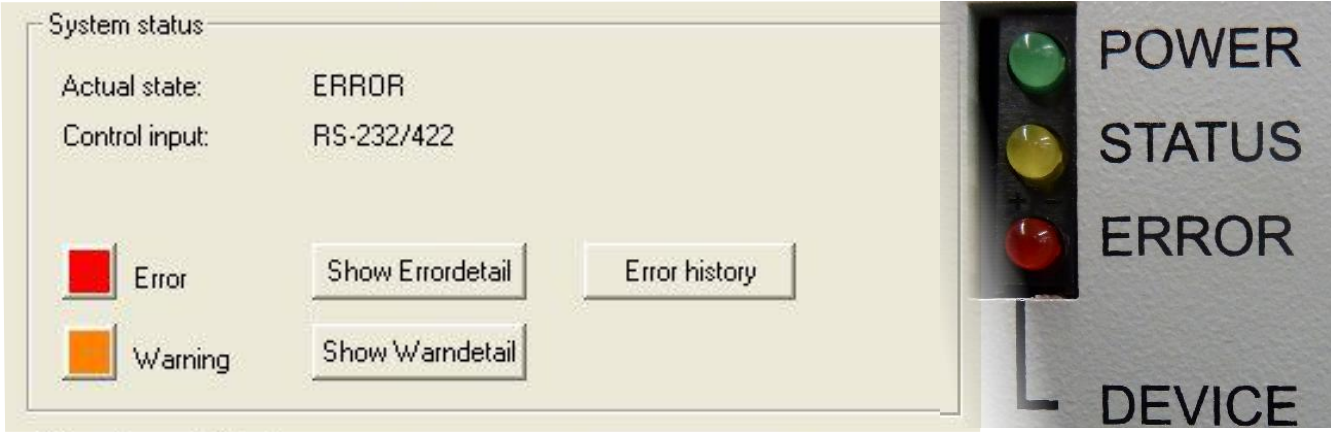 System status
Actual state: ERROR
Control input: RS-232/422
Error Show Errordetail Error history
Warning Show Warndetail
POWER
STATUS
+ -
ERROR
DEVICE